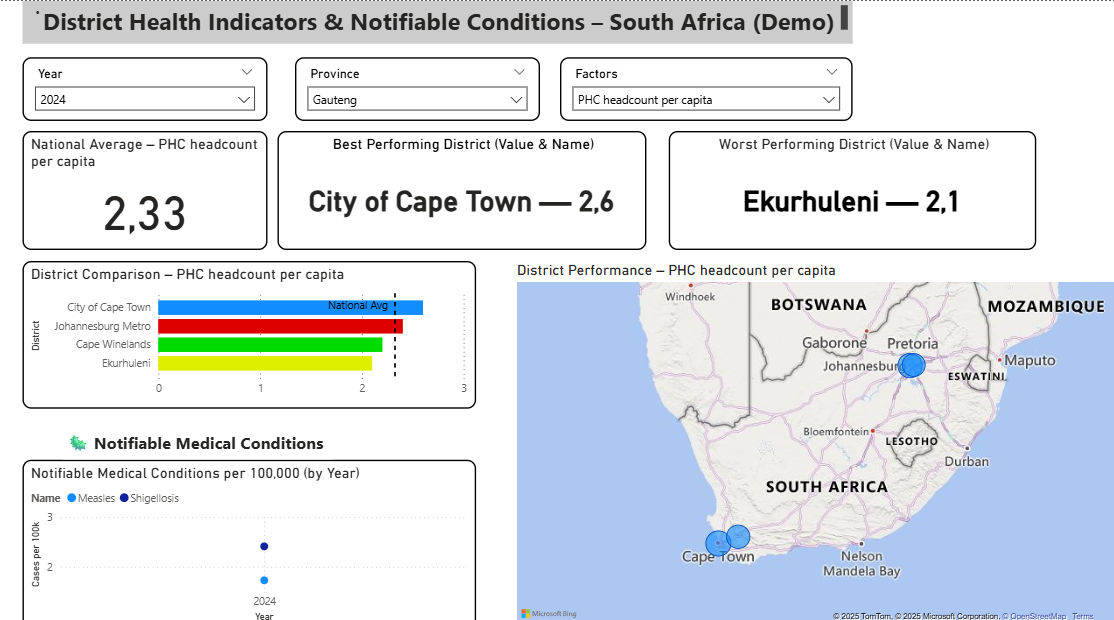 District Health Indicators & Notifiable Conditions – South Africa (Demo)
Year
2024
Province
Gauteng
Factors
PHC headcount per capita
National Average – PHC headcount
per capita
2,33
Best Performing District (Value & Name)
City of Cape Town — 2,6
Worst Performing District (Value & Name)
Ekurhuleni — 2,1
District Comparison – PHC headcount per capita
District
City of Cape Town
National Avg
Johannesburg Metro
Cape Winelands
Ekurhuleni
0 1 2 3
District Performance – PHC headcount per capita
Windhoek
BOTSWANA
MOZAMBIQUE
Gaborone
Pretoria
Johannesburg
Maputo
ESWATINI
Bloemfontein
LESOTHO
Durban
SOUTH AFRICA
Cape Town
Nelson
Mandela Bay
Microsoft Bing
© 2025 TomTom, © 2025 Microsoft Corporation, © OpenStreetMap Terms
Notifiable Medical Conditions
Notifiable Medical Conditions per 100,000 (by Year)
Name Measles Shigellosis
Cases per 100k
3
2
2024
Year